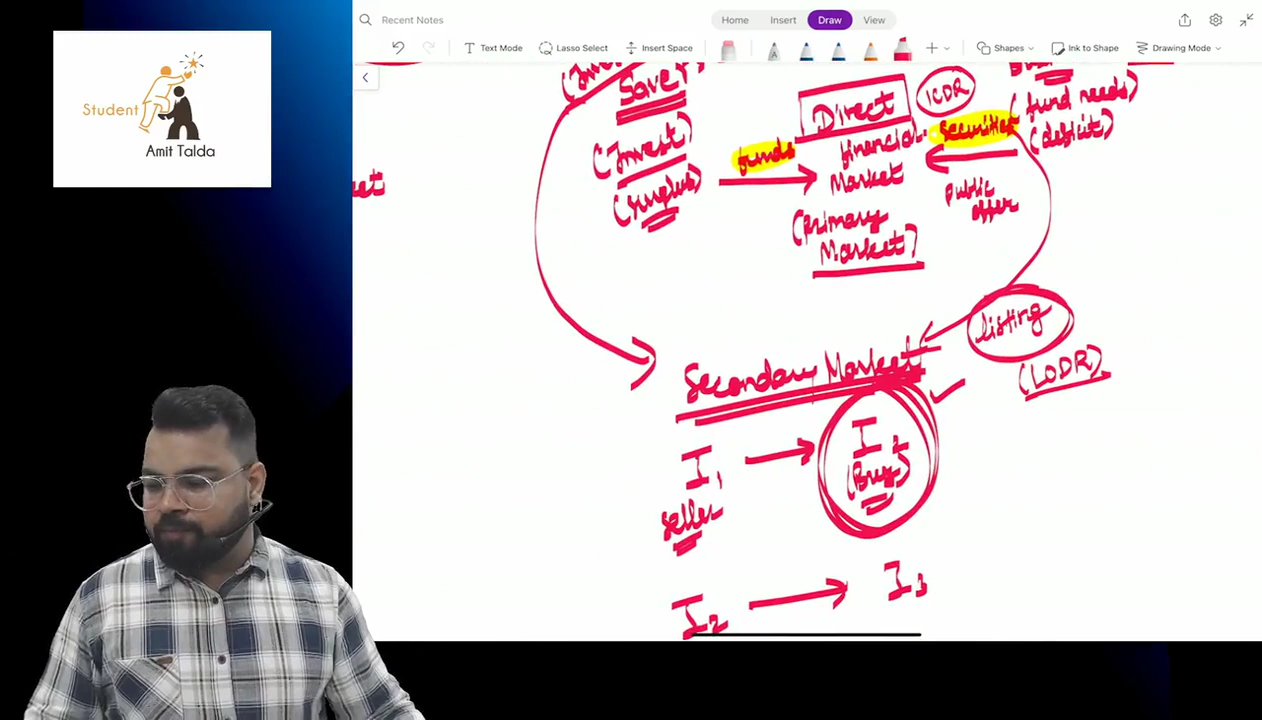 Recent Notes
Home Insert Draw View
Text Mode Lasso Select Insert Space Shapes Ink to Shape Drawing Mode
Student
Amit Talda
Savers
(Invest)
(Surplus)
funds
Direct
financial
Market
(Primary
Market)
ICDR
Securities
public
offer
(fund needs)
(deficit)
listing
(LODR)
Secondary Market
I1
seller
I2
(Buyer)
I2
I3